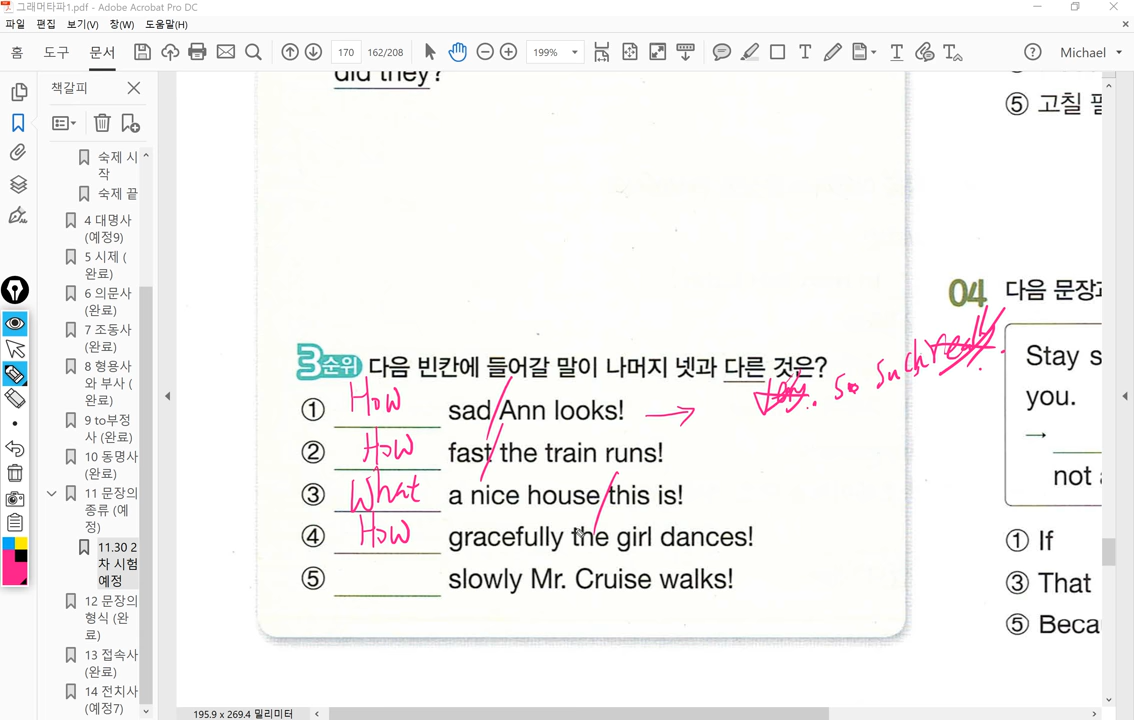 그래머타파1.pdf - Adobe Acrobat Pro DC
파일 편집 보기(V) 창(W) 도움말(H)
홈 도구 문서 170 162/208 199% Michael
책갈피
숙제 시
작
숙제 끝
4 대명사
(예정9)
5 시제 (
완료)
6 의문사
(완료)
7 조동사
(완료)
8 형용사
와 부사 (
완료)
9 to부정
사 (완료)
10 동명사
(완료)
11 문장의
종류 (예
정)
11.30 2
차 시험
예정
12 문장의
형식 (완
료)
13 접속사
(완료)
14 전치사
(예정7)
did they?
3순위 다음 빈칸에 들어갈 말이 나머지 넷과 다른 것은?
very. so such really.
① How sad Ann looks!
② How fast the train runs!
③ What a nice house this is!
④ How gracefully the girl dances!
⑤ slowly Mr. Cruise walks!
⑤ 고칠
04 다음 문장과
Stay s
you.
→
not a
① If
③ That
⑤ Beca
195.9 x 269.4 밀리미터